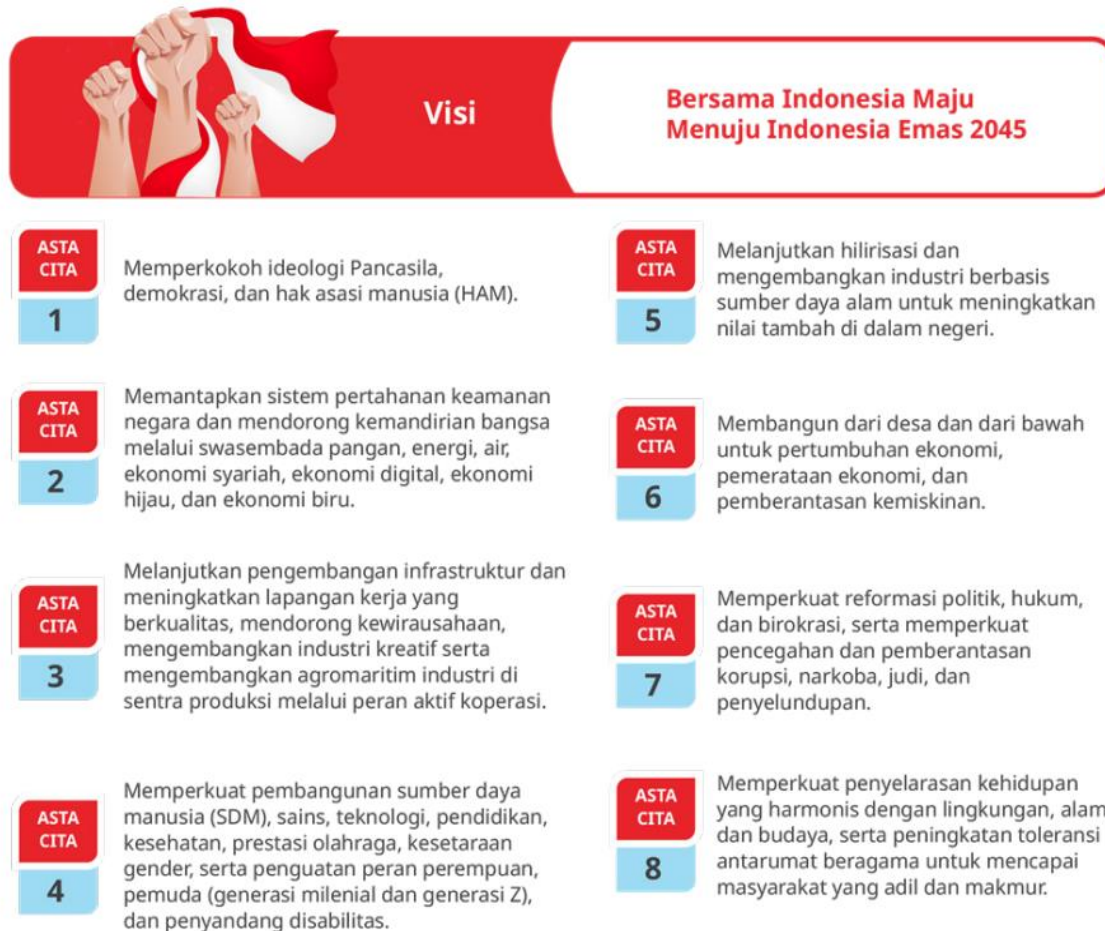 Visi
Bersama Indonesia Maju
Menuju Indonesia Emas 2045
ASTA
CITA
1
Memperkokoh ideologi Pancasila,
demokrasi, dan hak asasi manusia (HAM).
ASTA
CITA
2
Memantapkan sistem pertahanan keamanan
negara dan mendorong kemandirian bangsa
melalui swasembada pangan, energi, air,
ekonomi syariah, ekonomi digital, ekonomi
hijau, dan ekonomi biru.
ASTA
CITA
3
Melanjutkan pengembangan infrastruktur dan
meningkatkan lapangan kerja yang
berkualitas, mendorong kewirausahaan,
mengembangkan industri kreatif serta
mengembangkan agromaritim industri di
sentra produksi melalui peran aktif koperasi.
ASTA
CITA
4
Memperkuat pembangunan sumber daya
manusia (SDM), sains, teknologi, pendidikan,
kesehatan, prestasi olahraga, kesetaraan
gender, serta penguatan peran perempuan,
pemuda (generasi milenial dan generasi Z),
dan penyandang disabilitas.
ASTA
CITA
5
Melanjutkan hilirisasi dan
mengembangkan industri berbasis
sumber daya alam untuk meningkatkan
nilai tambah di dalam negeri.
ASTA
CITA
6
Membangun dari desa dan dari bawah
untuk pertumbuhan ekonomi,
pemerataan ekonomi, dan
pemberantasan kemiskinan.
ASTA
CITA
7
Memperkuat reformasi politik, hukum,
dan birokrasi, serta memperkuat
pencegahan dan pemberantasan
korupsi, narkoba, judi, dan
penyelundupan.
ASTA
CITA
8
Memperkuat penyelarasan kehidupan
yang harmonis dengan lingkungan, alam
dan budaya, serta peningkatan toleransi
antarumat beragama untuk mencapai
masyarakat yang adil dan makmur.